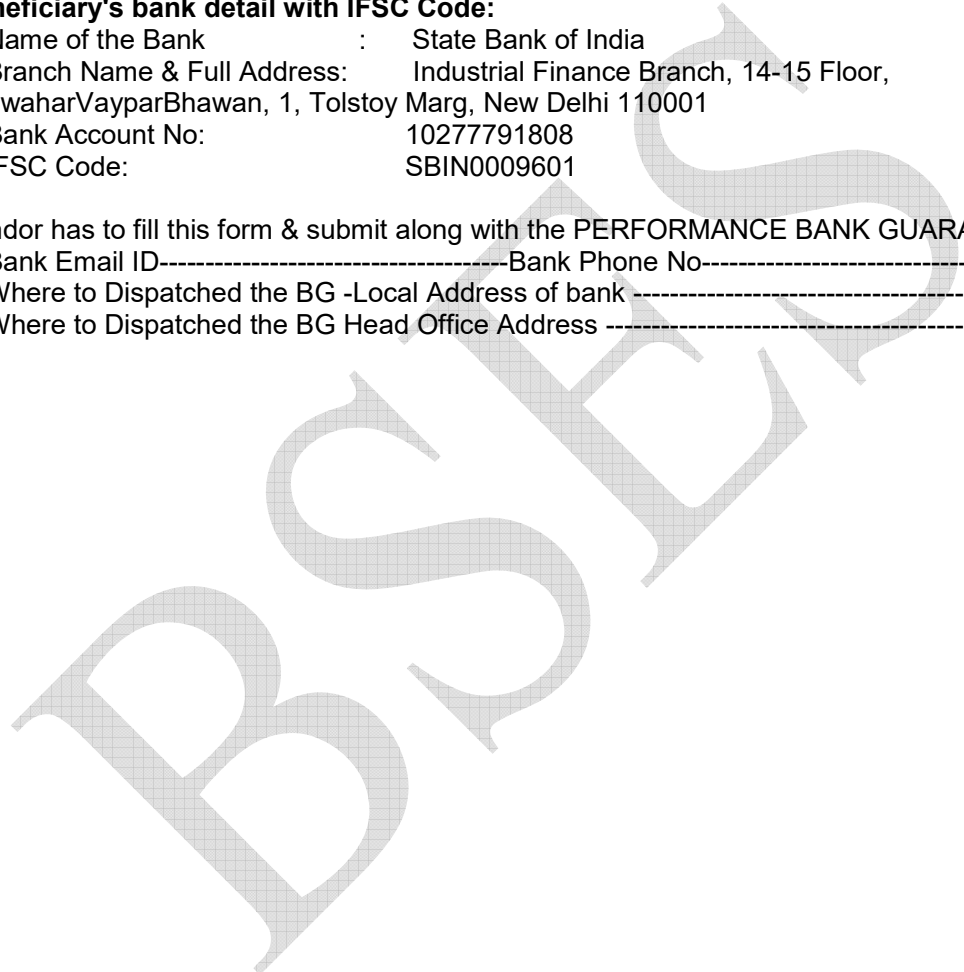 neficiary's bank detail with IFSC Code:
Name of the Bank : State Bank of India
Branch Name & Full Address: Industrial Finance Branch, 14-15 Floor,
waharVayparBhawan, 1, Tolstoy Marg, New Delhi 110001
Bank Account No: 10277791808
FSC Code: SBIN0009601
ndor has to fill this form & submit along with the PERFORMANCE BANK GUARA
Bank Email ID---------------------------------------Bank Phone No-----------------------------
Where to Dispatched the BG -Local Address of bank -------------------------------------
Where to Dispatched the BG Head Office Address ----------------------------------------
BSES